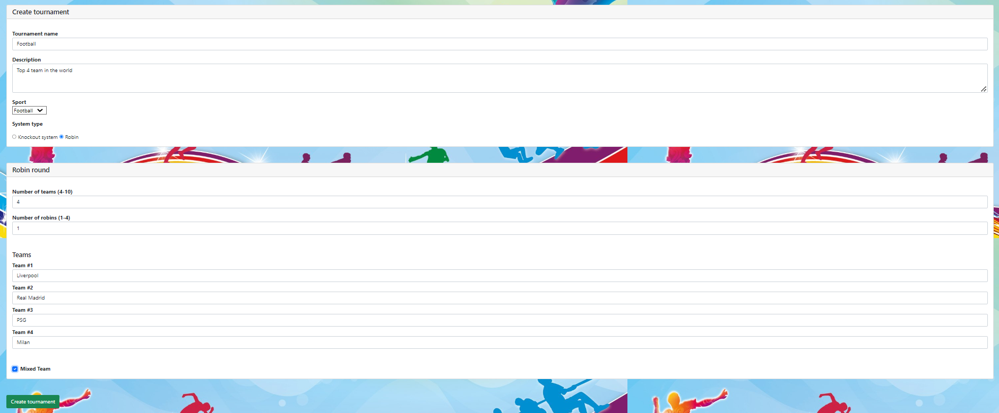 Create tournament
Tournament name
Football
Description
Top 4 team in the world
Sport
Football
System type
Knockout system Robin
Robin round
Number of teams (4-10)
4
Number of robins (1-4)
1
Teams
Team #1
Liverpool
Team #2
Real Madrid
Team #3
PSG
Team #4
Milan
Mixed Team
Create tournament